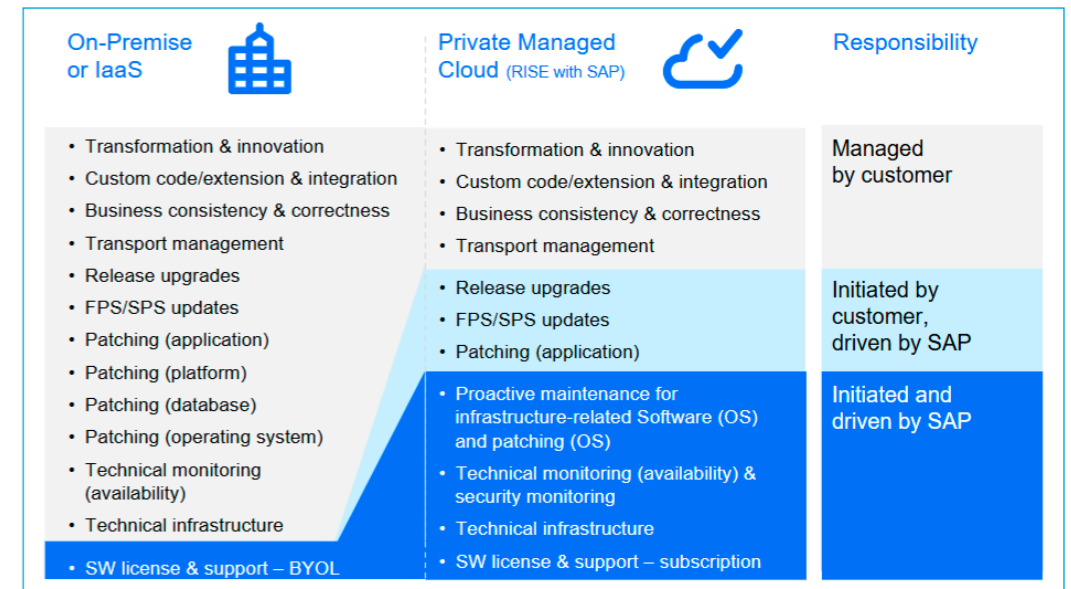 On-Premise
or IaaS
Private Managed
Cloud (RISE with SAP)
Responsibility
• Transformation & innovation
• Custom code/extension & integration
• Business consistency & correctness
• Transport management
• Release upgrades
• FPS/SPS updates
• Patching (application)
• Patching (platform)
• Patching (database)
• Patching (operating system)
• Technical monitoring
(availability)
• Technical infrastructure
• SW license & support – BYOL
• Transformation & innovation
• Custom code/extension & integration
• Business consistency & correctness
• Transport management
• Release upgrades
• FPS/SPS updates
• Patching (application)
• Proactive maintenance for
infrastructure-related Software (OS)
and patching (OS)
• Technical monitoring (availability) &
security monitoring
• Technical infrastructure
• SW license & support – subscription
Managed
by customer
Initiated by
customer,
driven by SAP
Initiated and
driven by SAP